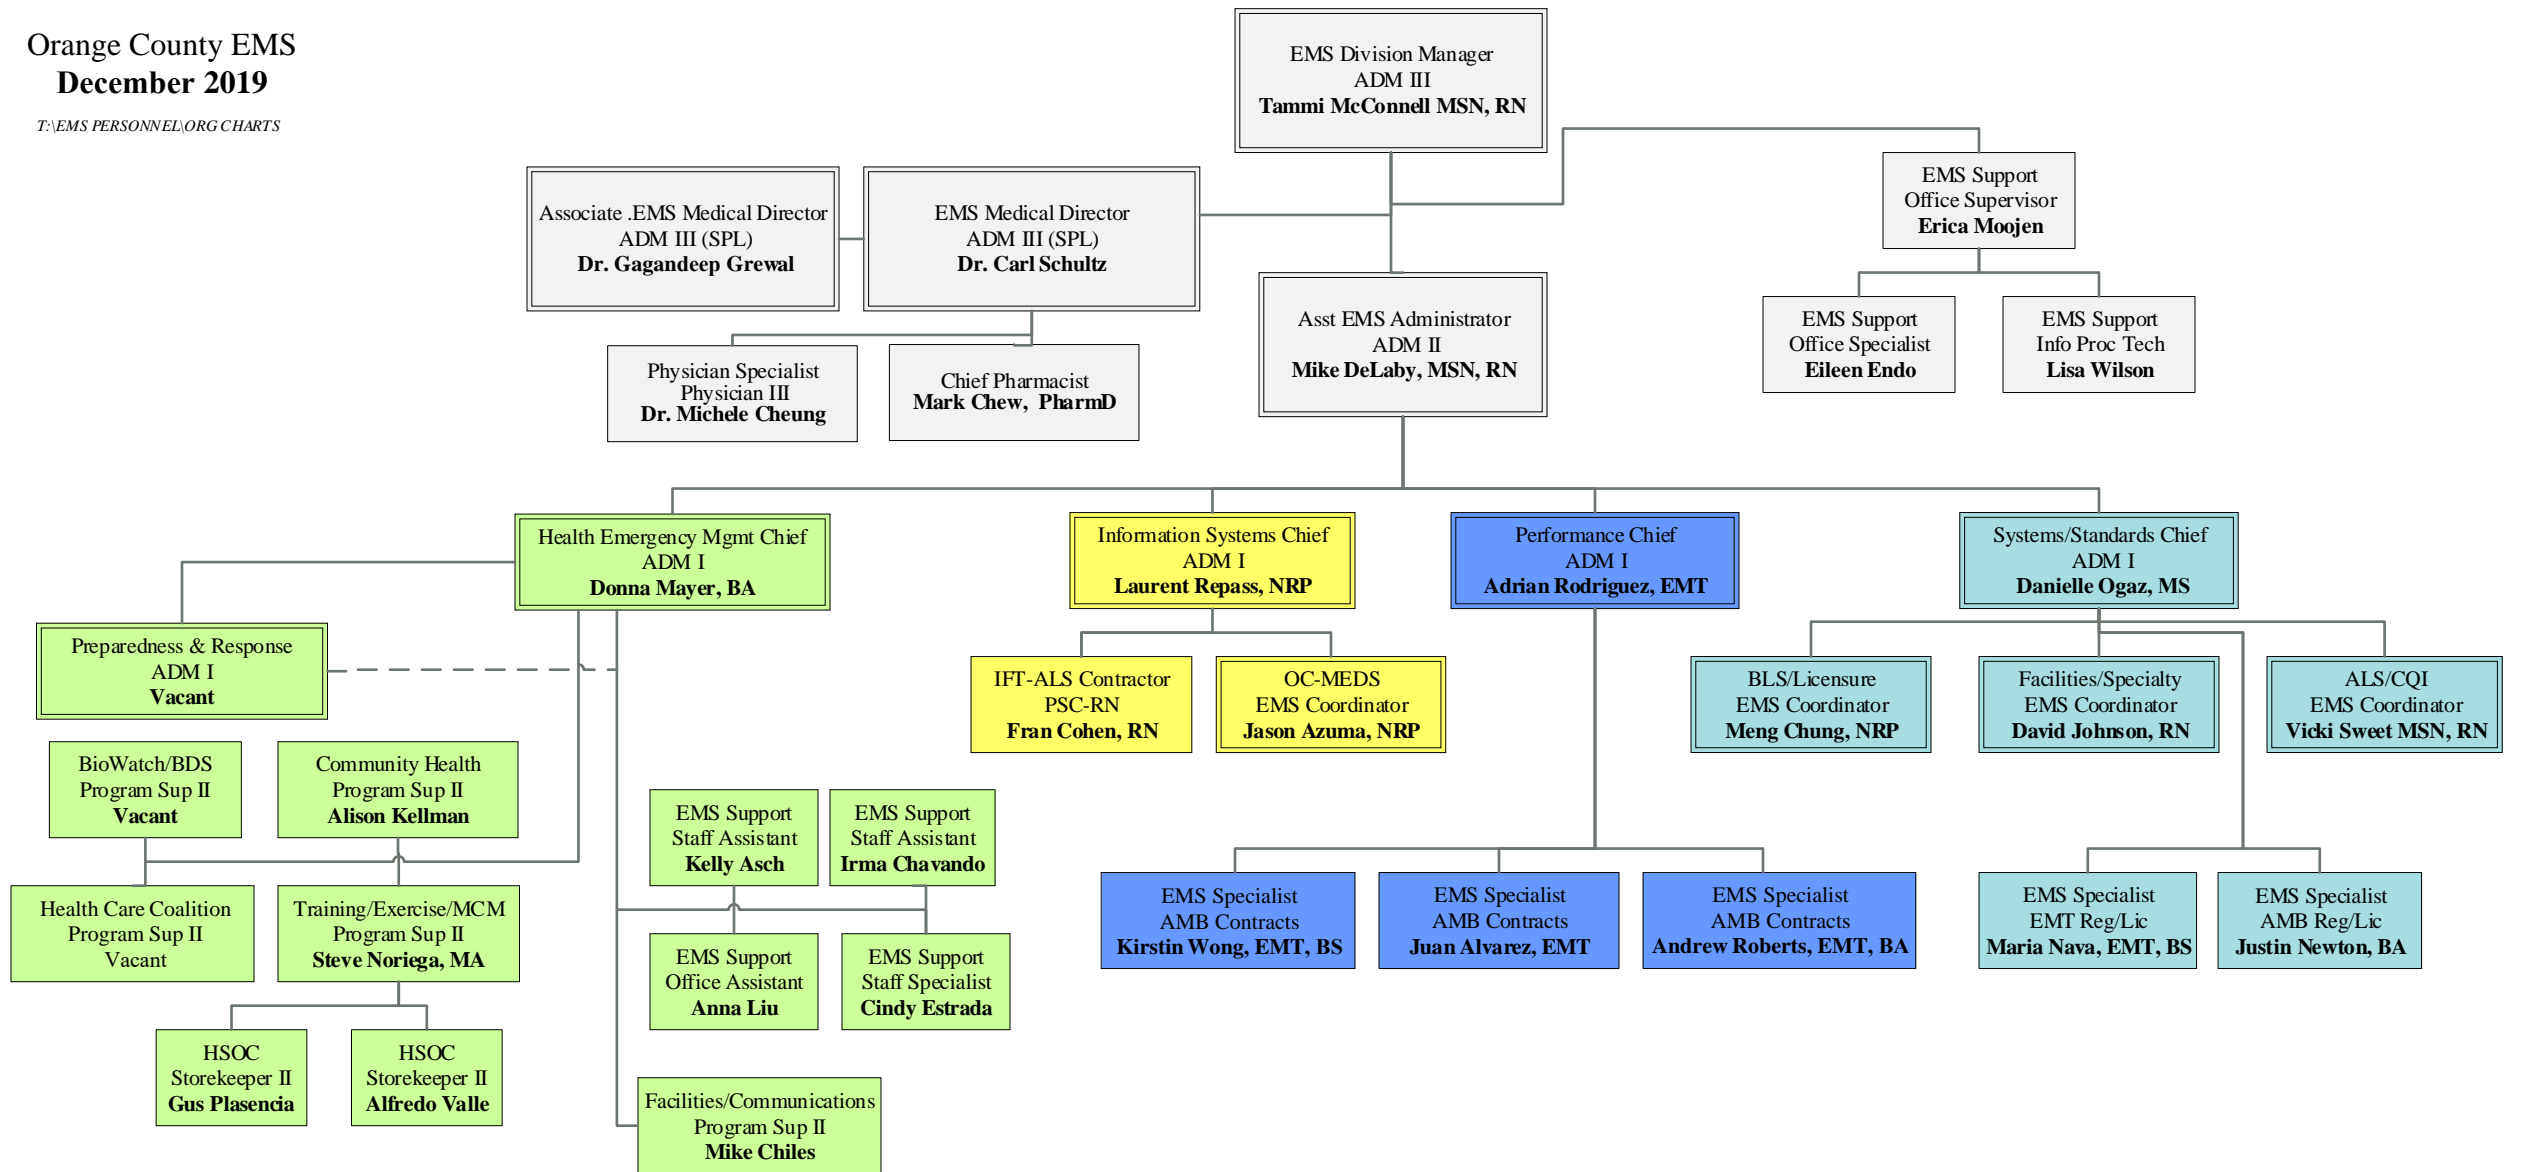 Orange County EMS
December 2019
T:\EMS PERSONNEL\ORG CHARTS
EMS Division Manager
ADM III
Tammi McConnell MSN, RN
Associate .EMS Medical Director
ADM III (SPL)
Dr. Gagandeep Grewal
EMS Medical Director
ADM III (SPL)
Dr. Carl Schultz
EMS Support
Office Supervisor
Erica Moojen
Asst EMS Administrator
ADM II
Mike DeLaby, MSN, RN
EMS Support
Office Specialist
Eileen Endo
EMS Support
Info Proc Tech
Lisa Wilson
Physician Specialist
Physician III
Dr. Michele Cheung
Chief Pharmacist
Mark Chew, PharmD
Health Emergency Mgmt Chief
ADM I
Donna Mayer, BA
Information Systems Chief
ADM I
Laurent Repass, NRP
Performance Chief
ADM I
Adrian Rodriguez, EMT
Systems/Standards Chief
ADM I
Danielle Ogaz, MS
Preparedness & Response
ADM I
Vacant
IFT-ALS Contractor
PSC-RN
Fran Cohen, RN
OC-MEDS
EMS Coordinator
Jason Azuma, NRP
BLS/Licensure
EMS Coordinator
Meng Chung, NRP
Facilities/Specialty
EMS Coordinator
David Johnson, RN
ALS/CQI
EMS Coordinator
Vicki Sweet MSN, RN
BioWatch/BDS
Program Sup II
Vacant
Community Health
Program Sup II
Alison Kellman
EMS Support
Staff Assistant
Kelly Asch
EMS Support
Staff Assistant
Irma Chavando
Health Care Coalition
Program Sup II
Vacant
Training/Exercise/MCM
Program Sup II
Steve Noriega, MA
EMS Specialist
AMB Contracts
Kirstin Wong, EMT, BS
EMS Specialist
AMB Contracts
Juan Alvarez, EMT
EMS Specialist
AMB Contracts
Andrew Roberts, EMT, BA
EMS Specialist
EMT Reg/Lic
Maria Nava, EMT, BS
EMS Specialist
AMB Reg/Lic
Justin Newton, BA
EMS Support
Office Assistant
Anna Liu
EMS Support
Staff Specialist
Cindy Estrada
HSOC
Storekeeper II
Gus Plasencia
HSOC
Storekeeper II
Alfredo Valle
Facilities/Communications
Program Sup II
Mike Chiles